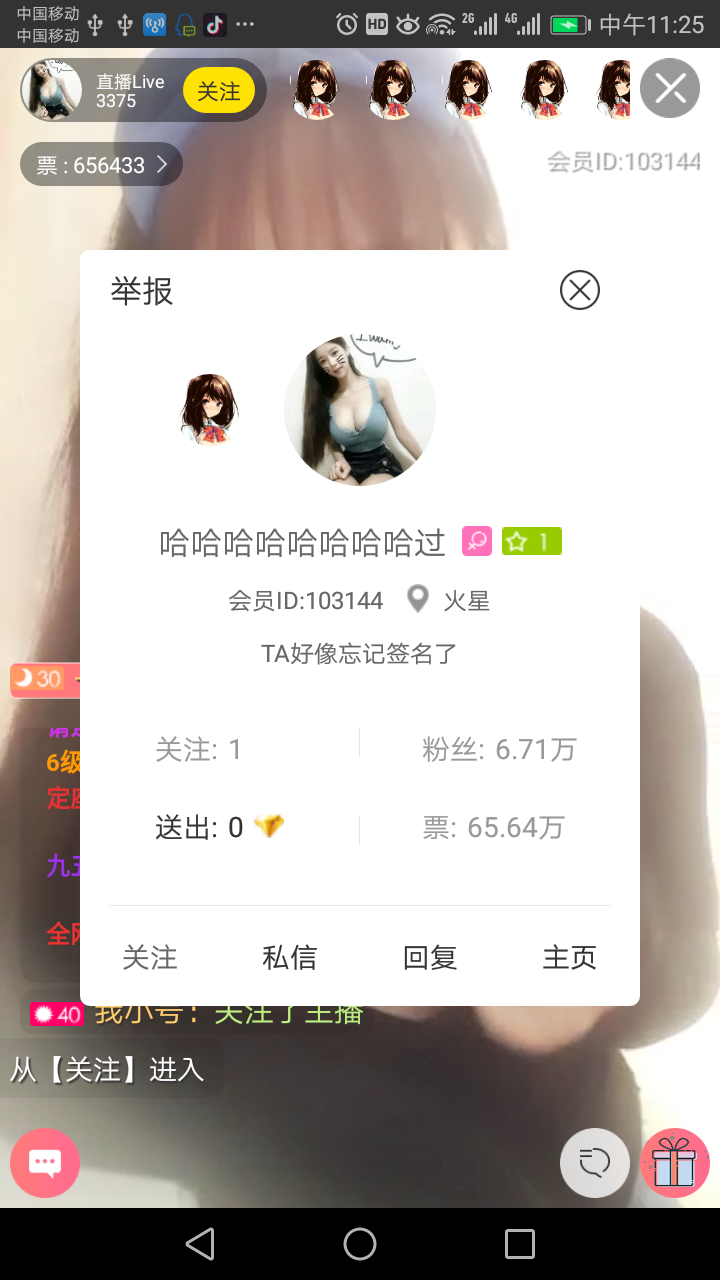 中国移动
中国移动
HD
2G
4G
中午11:25
直播Live
3375
关注
票 : 656433
会员ID:103144
举报
哈哈哈哈哈哈哈哈过
1
会员ID:103144
火星
TA好像忘记签名了
30
6级
关注: 1
粉丝: 6.71万
定
送出: 0
票: 65.64万
九五
全网
关注
私信
回复
主页
40 我小号：关注了主播
从【关注】进入